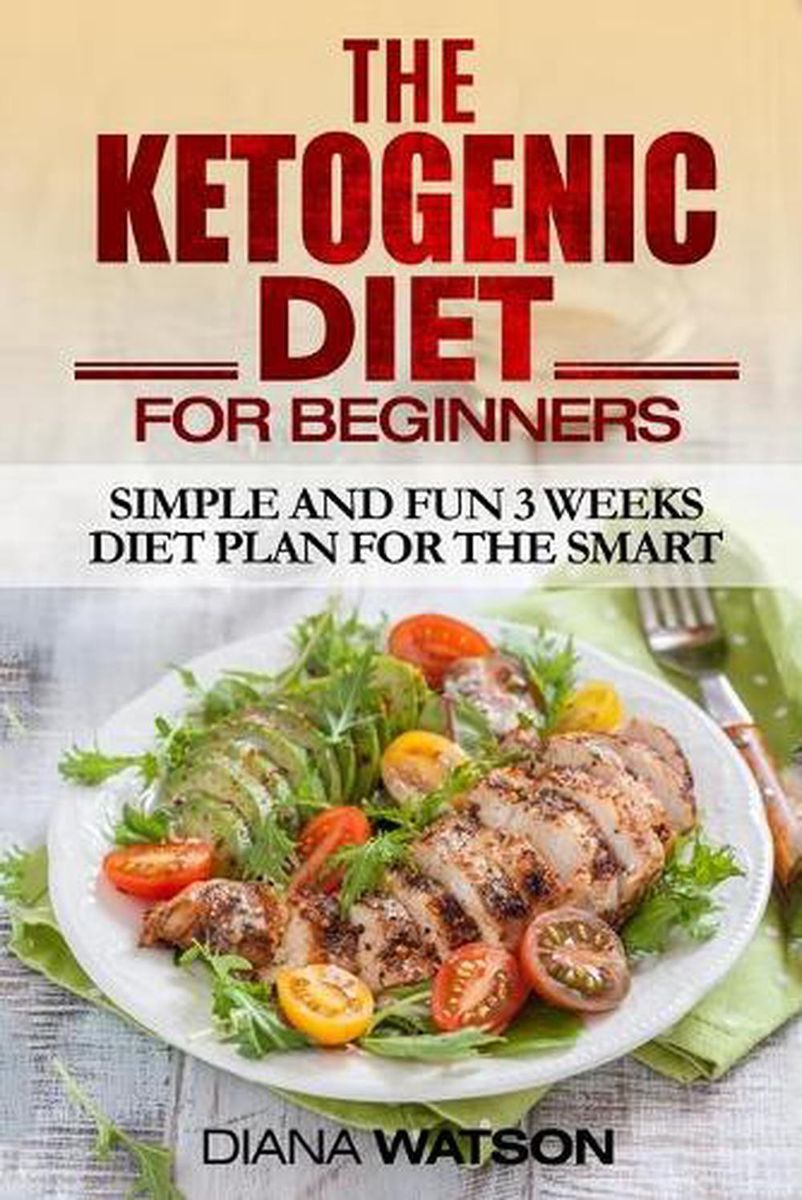 THE
KETOGENIC
DIET
FOR BEGINNERS
SIMPLE AND FUN 3 WEEKS
DIET PLAN FOR THE SMART
DIANA WATSON